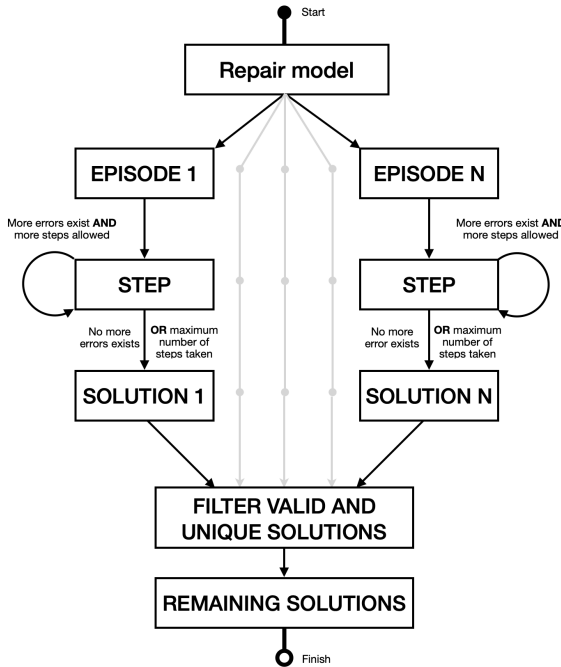 Start
Repair model
EPISODE 1
EPISODE N
More errors exist AND
more steps allowed
More errors exist AND
more steps allowed
STEP
STEP
No more
errors exists
OR maximum
number of
steps taken
No more
error exists
OR maximum
number of
steps taken
SOLUTION 1
SOLUTION N
FILTER VALID AND
UNIQUE SOLUTIONS
REMAINING SOLUTIONS
Finish